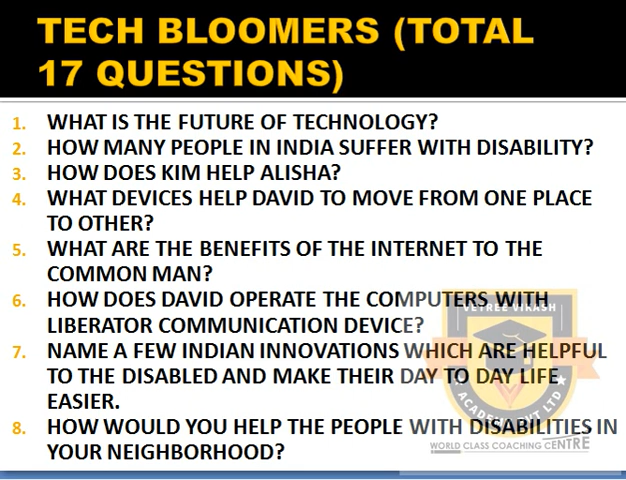 TECH BLOOMERS (TOTAL
17 QUESTIONS)
1. WHAT IS THE FUTURE OF TECHNOLOGY?
2. HOW MANY PEOPLE IN INDIA SUFFER WITH DISABILITY?
3. HOW DOES KIM HELP ALISHA?
4. WHAT DEVICES HELP DAVID TO MOVE FROM ONE PLACE
TO OTHER?
5. WHAT ARE THE BENEFITS OF THE INTERNET TO THE
COMMON MAN?
6. HOW DOES DAVID OPERATE THE COMPUTERS WITH
LIBERATOR COMMUNICATION DEVICE?
7. NAME A FEW INDIAN INNOVATIONS WHICH ARE HELPFUL
TO THE DISABLED AND MAKE THEIR DAY TO DAY LIFE
EASIER.
8. HOW WOULD YOU HELP THE PEOPLE WITH DISABILITIES IN
YOUR NEIGHBORHOOD?
VETREE VIKASH
ACADEMY PVT LTD
WORLD CLASS COACHING CENTRE